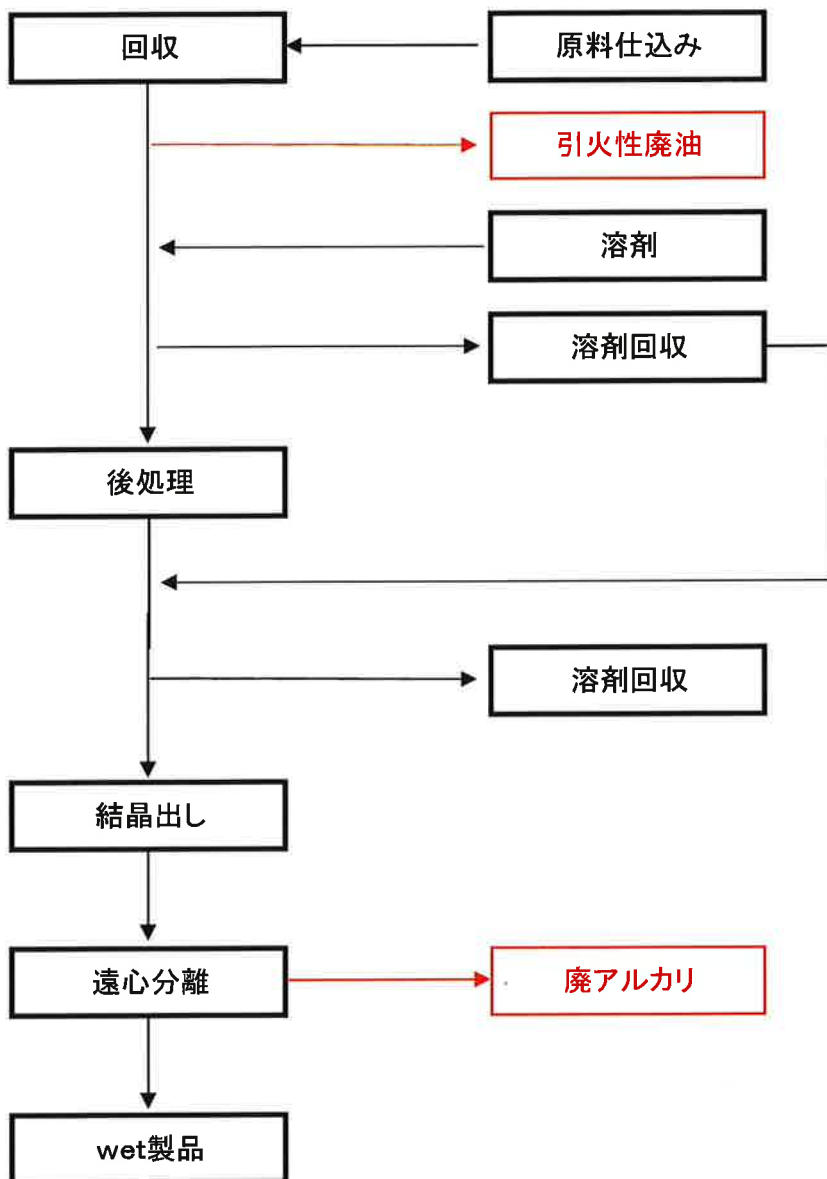 回収
原料仕込み
引火性廃油
溶剤
溶剤回収
後処理
溶剤回収
結晶出し
遠心分離
廃アルカリ
wet製品